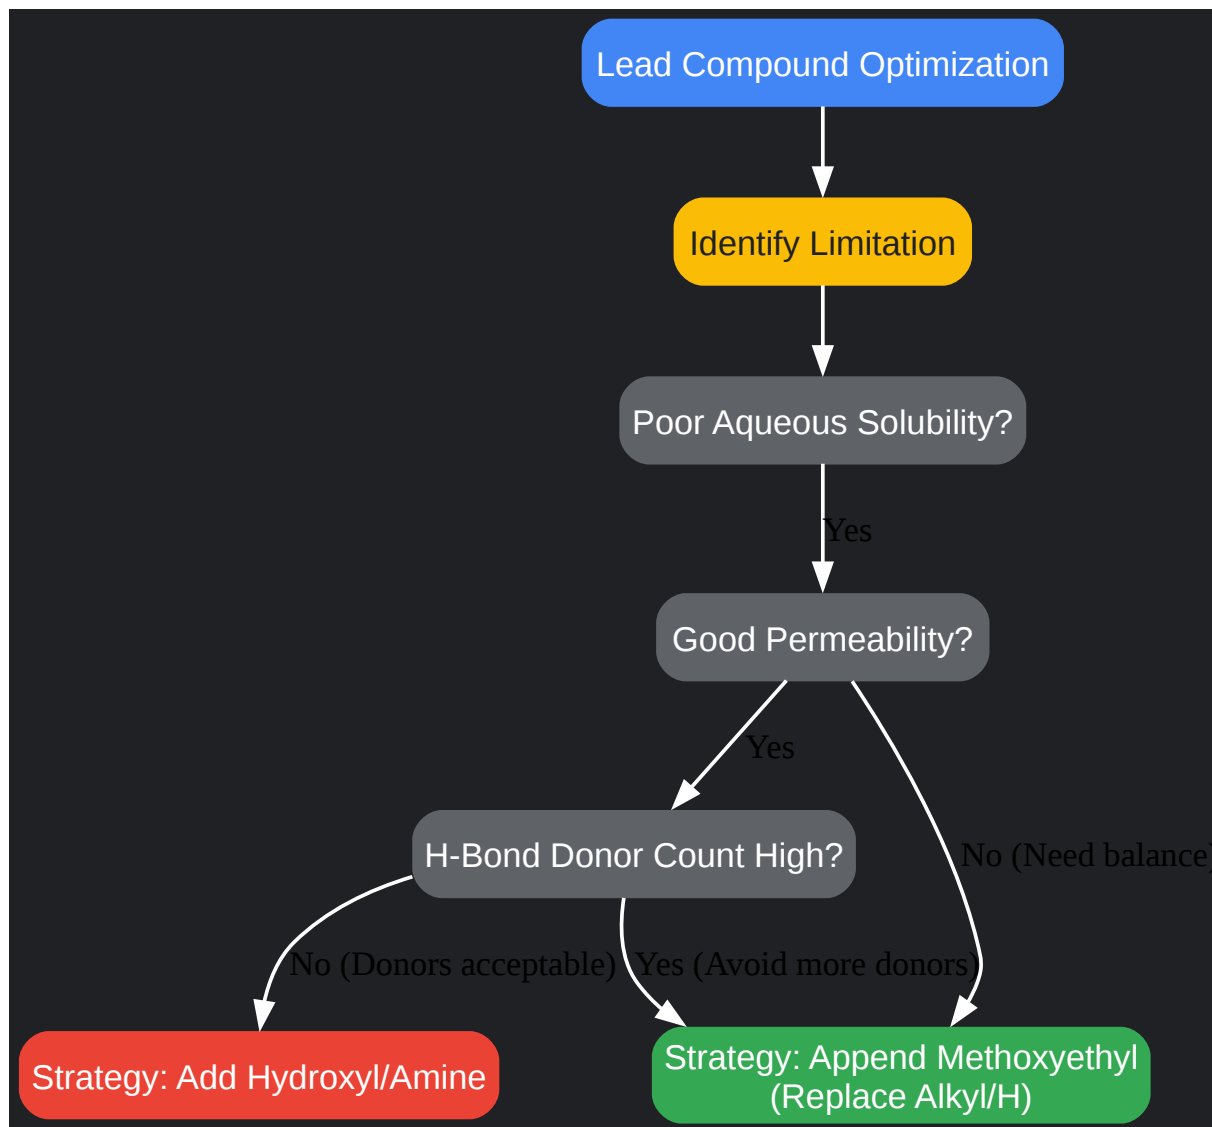 Lead Compound Optimization
Identify Limitation
Poor Aqueous Solubility?
Yes
Good Permeability?
Yes
H-Bond Donor Count High?
No (Need balance)
No (Donors acceptable)
Yes (Avoid more donors)
Strategy: Add Hydroxyl/Amine
Strategy: Append Methoxyethyl
(Replace Alkyl/H)